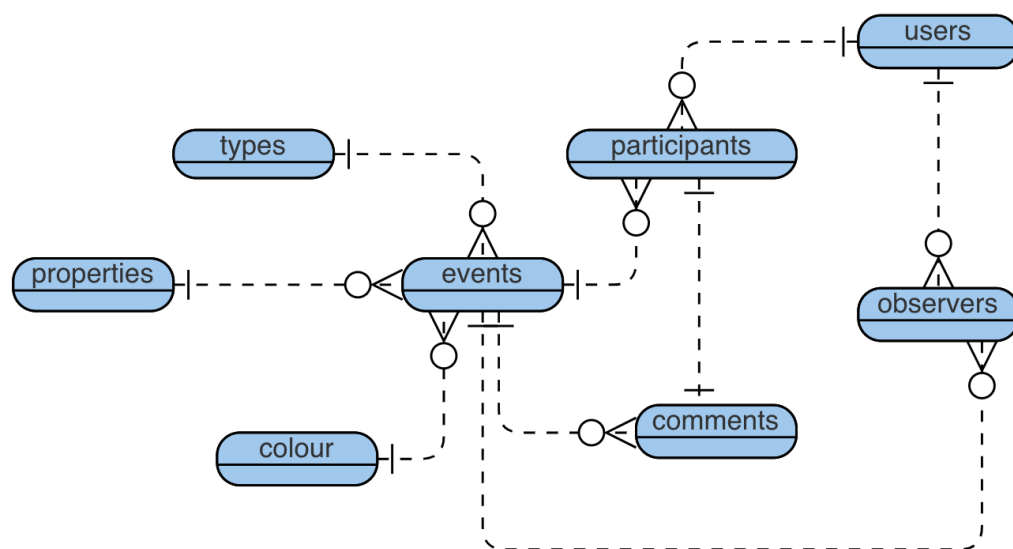 users
types
participants
properties
events
observers
comments
colour